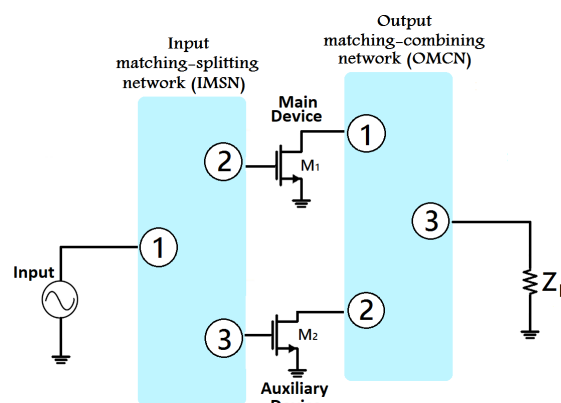 Input
matching-splitting
network (IMSN)
Output
matching-combining
network (OMCN)
Main
Device
1
2
M1
3
1
Input
Z
2
3
M2
Auxiliary